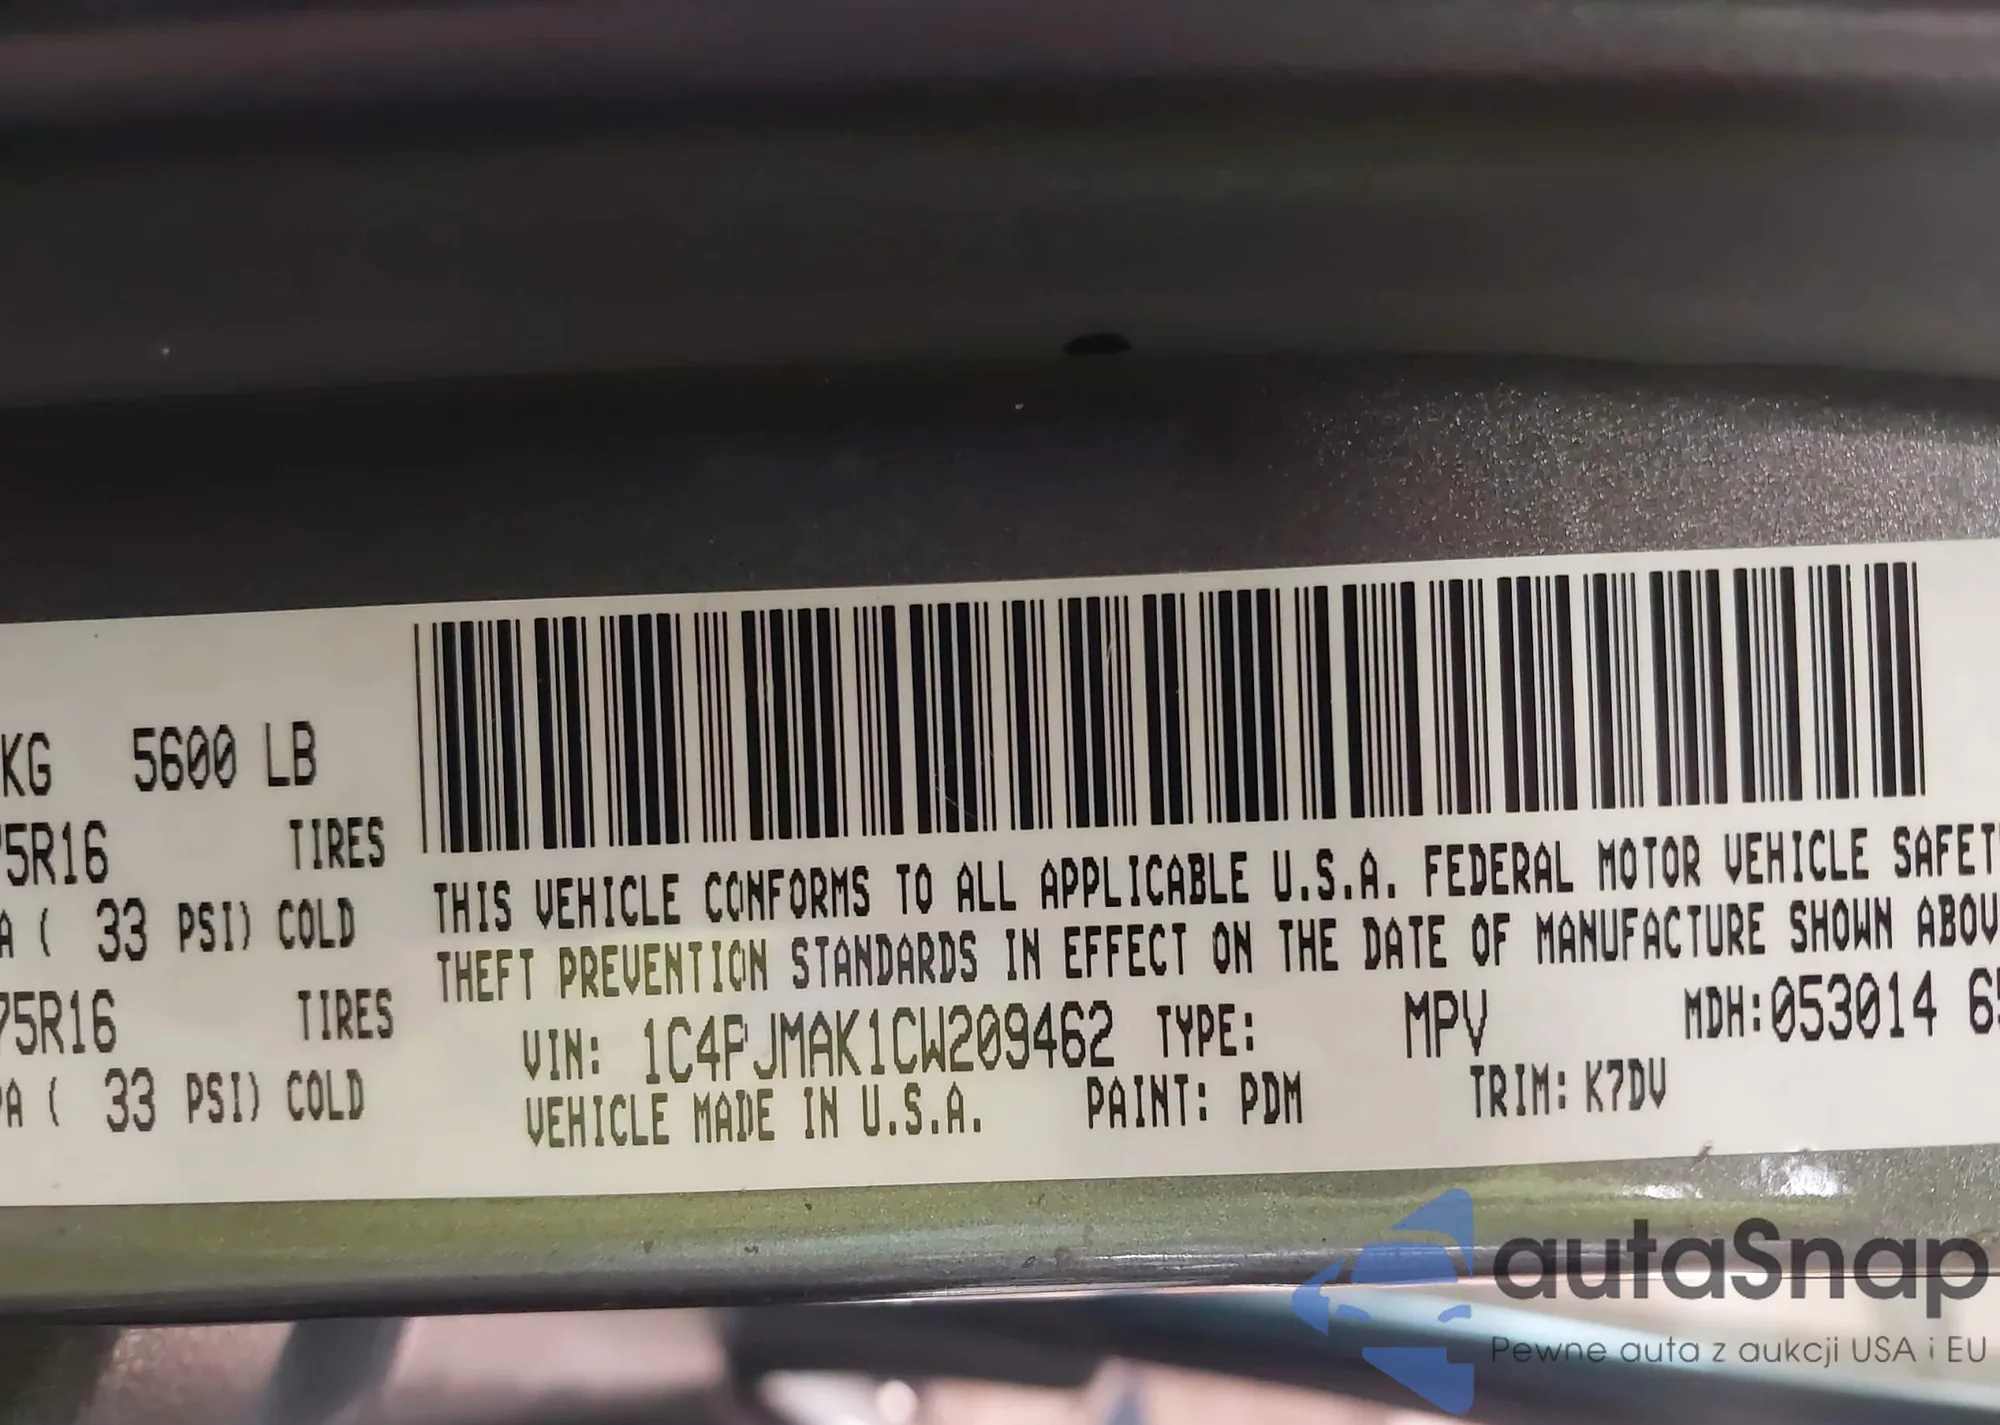 KG 5600 LB
75R16 TIRES
A ( 33 PSI) COLD
75R16 TIRES
PA ( 33 PSI) COLD
THIS VEHICLE CONFORMS TO ALL APPLICABLE U.S.A. FEDERAL MOTOR VEHICLE SAFET
THEFT PREVENTION STANDARDS IN EFFECT ON THE DATE OF MANUFACTURE SHOWN ABOV
VIN: 1C4PJMAK1CW209462 TYPE: MPV MDH:053014 6
VEHICLE MADE IN U.S.A. PAINT: PDM TRIM: K7DV
autaSnap
Pewne auta z aukcji USA i EU